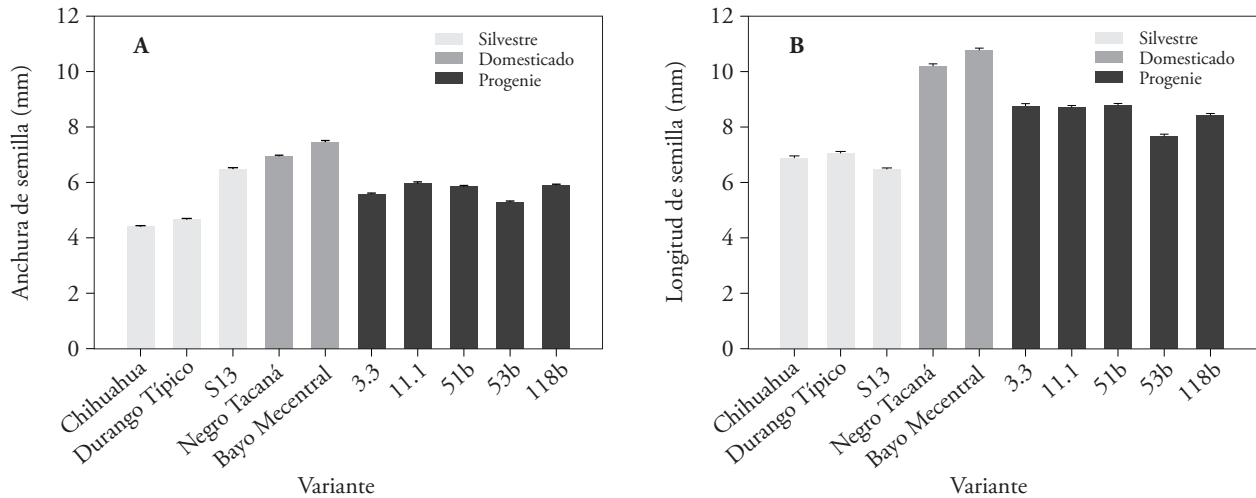 A
Silvestre
Domesticado
Progenie
Anchura de semilla (mm)
12
10
8
6
4
2
0
Chihuahua
Durango Típico
S13
Negro Tacaná
Bayo Mecentral
3.3
11.1
51b
53b
118b
Variante
B
Silvestre
Domesticado
Progenie
Longitud de semilla (mm)
12
10
8
6
4
2
0
Chihuahua
Durango Típico
S13
Negro Tacaná
Bayo Mecentral
3.3
11.1
51b
53b
118b
Variante